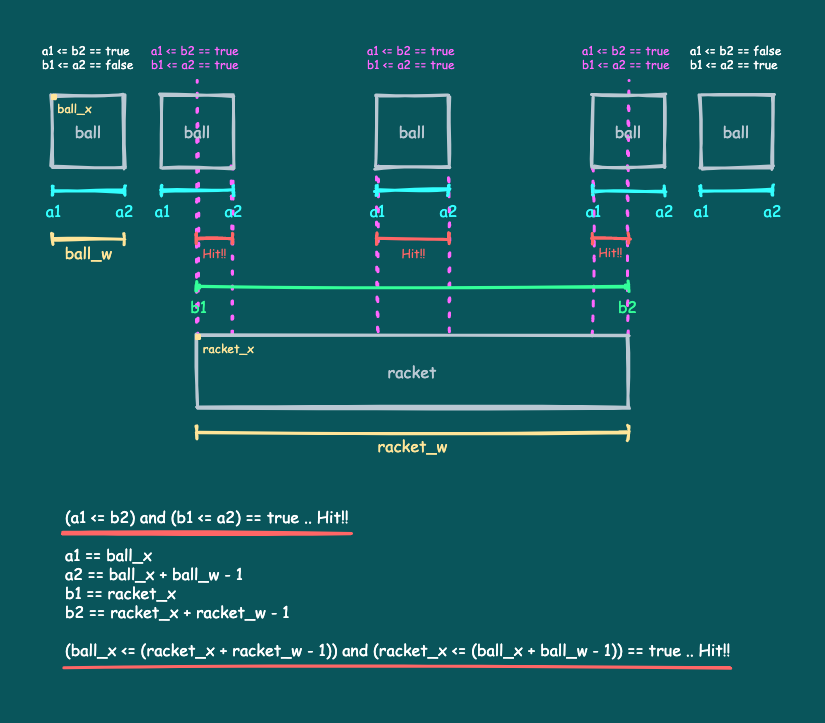 a1 <= b2 == true
b1 <= a2 == false
a1 <= b2 == true
b1 <= a2 == true
a1 <= b2 == true
b1 <= a2 == true
a1 <= b2 == true
b1 <= a2 == true
a1 <= b2 == false
b1 <= a2 == true
ball_x
ball
ball
ball
ball
ball
a1 a2 a1 a2 a1 a2 a1 a2 a1 a2
ball_w
Hit!! Hit!! Hit!!
b1 b2
racket_x
racket
racket_w
(a1 <= b2) and (b1 <= a2) == true .. Hit!!
a1 == ball_x
a2 == ball_x + ball_w - 1
b1 == racket_x
b2 == racket_x + racket_w - 1
(ball_x <= (racket_x + racket_w - 1)) and (racket_x <= (ball_x + ball_w - 1)) == true .. Hit!!